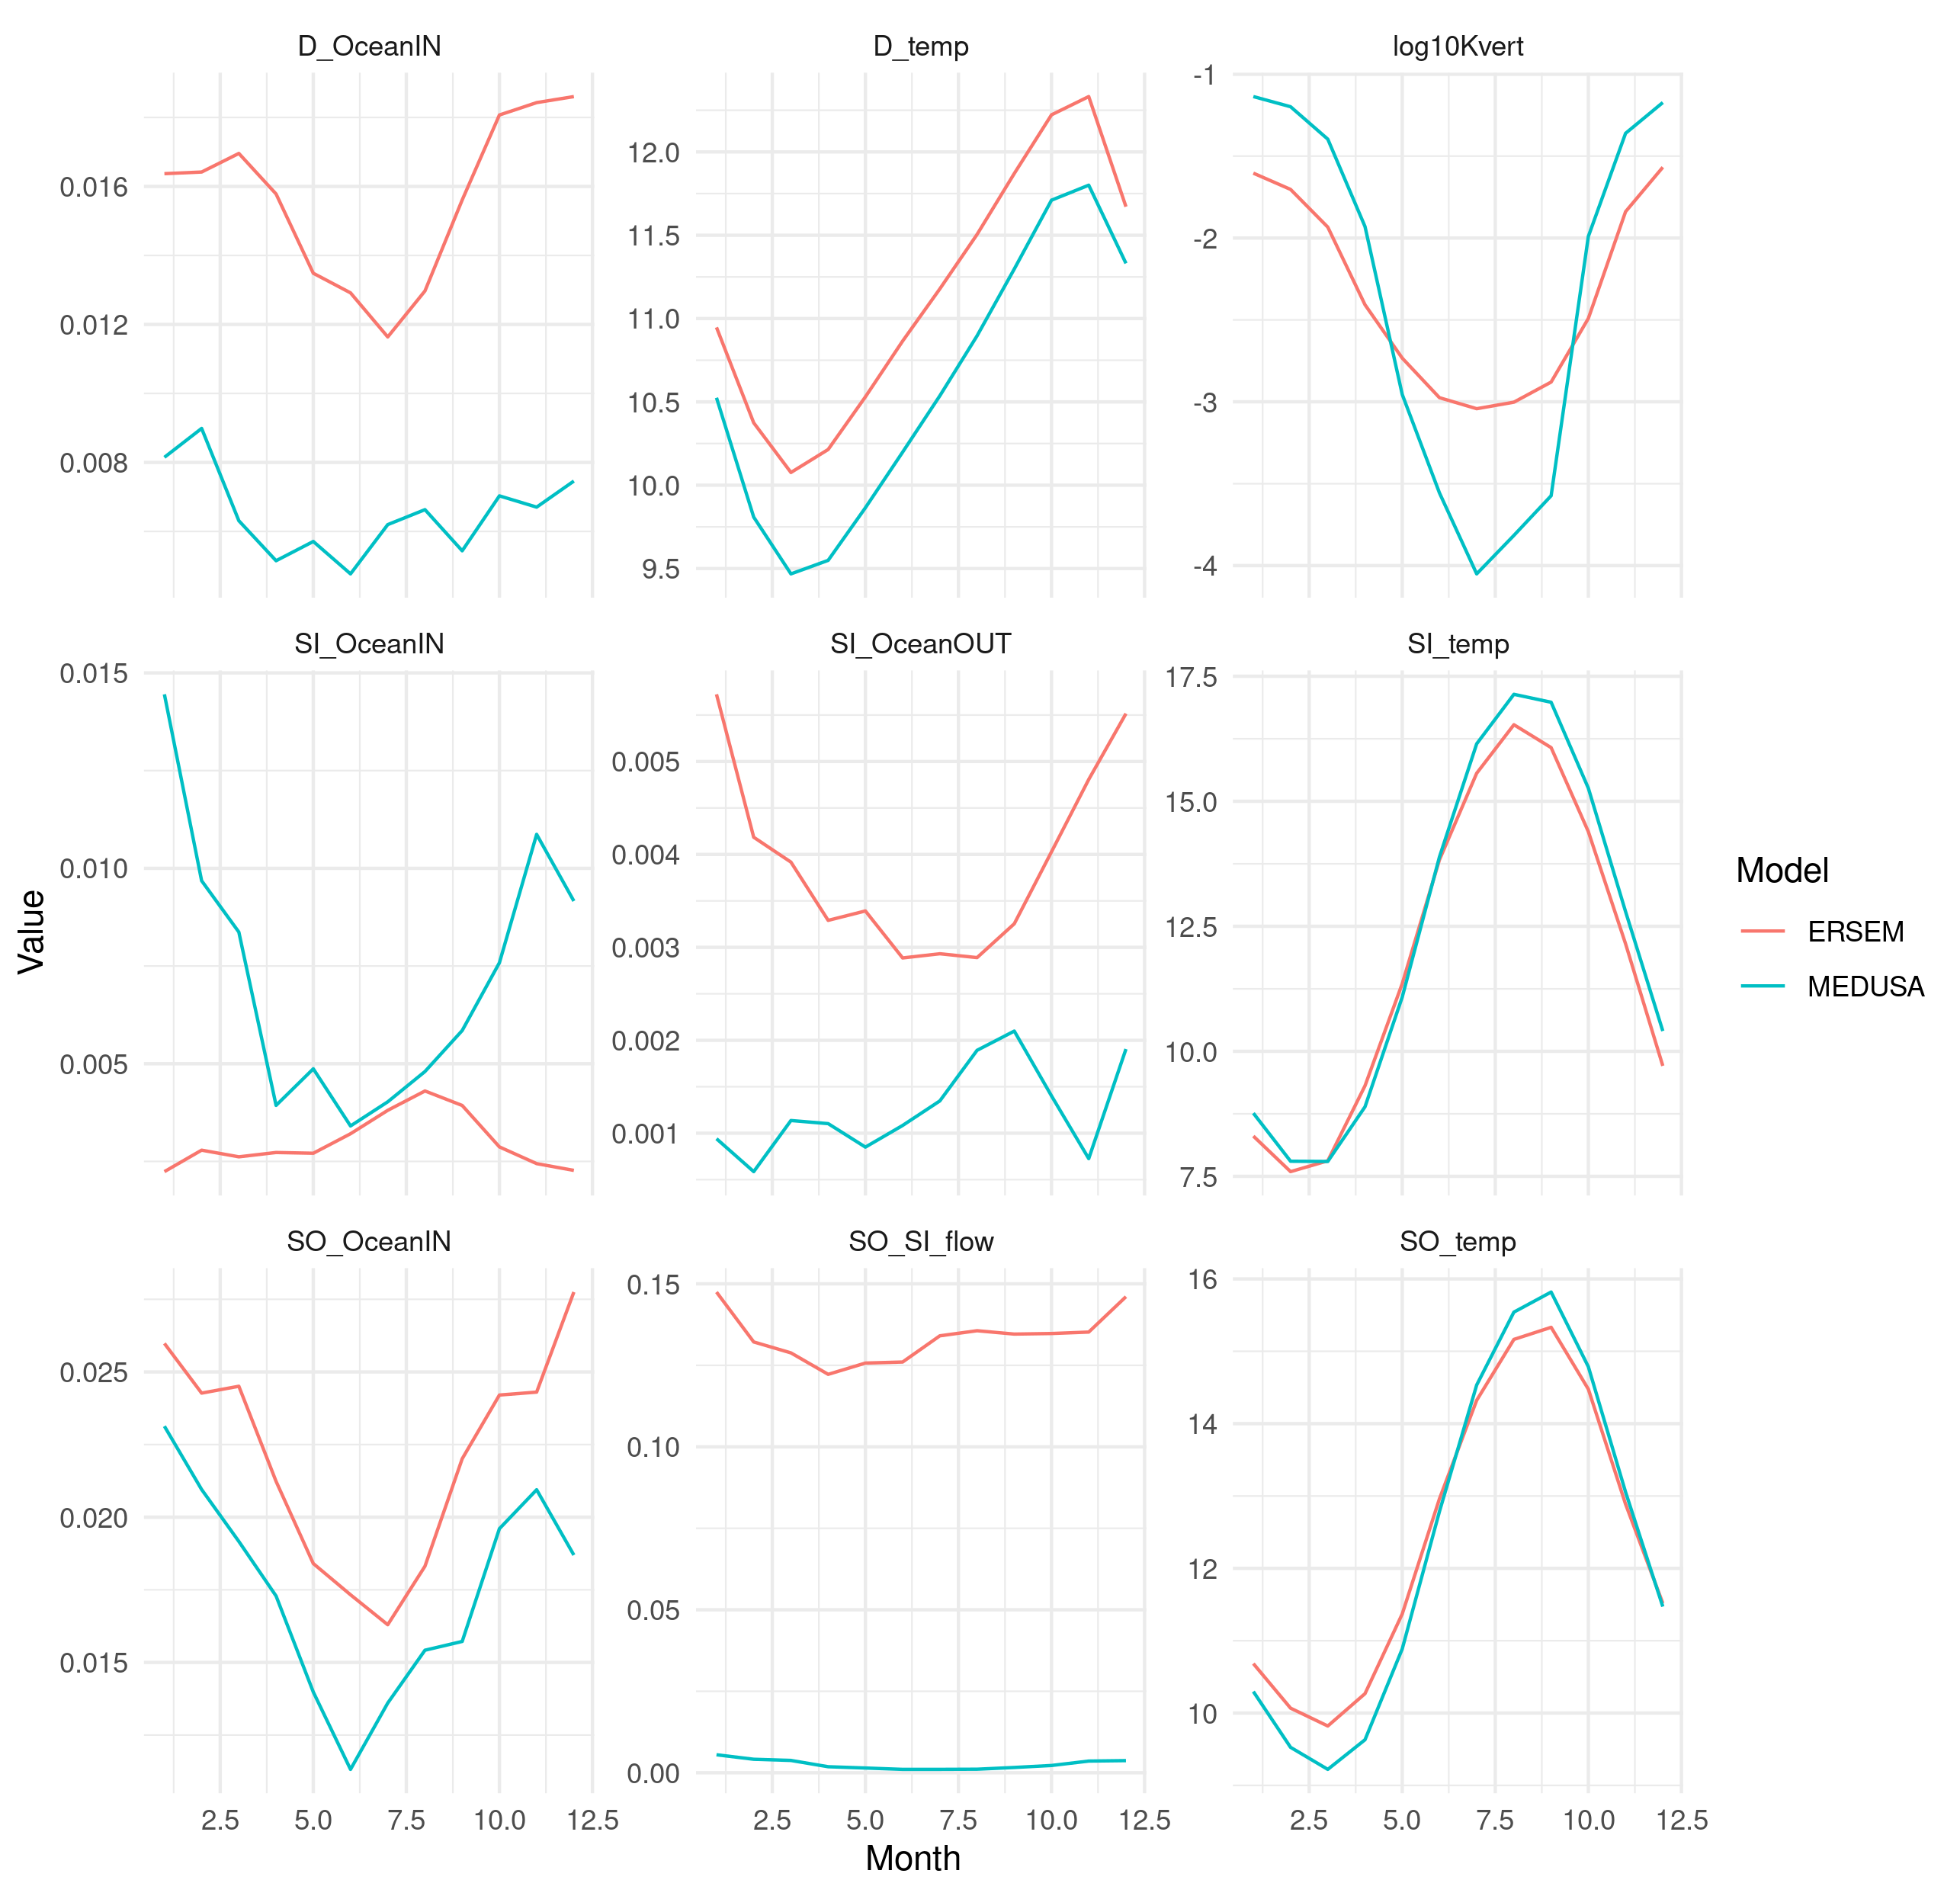 D_OceanIN
D_temp
log10Kvert
0.016
0.012
0.008
12.0
11.5
11.0
10.5
10.0
9.5
-1
-2
-3
-4
SI_OceanIN
SI_OceanOUT
SI_temp
0.015
0.010
0.005
0.005
0.004
0.003
0.002
0.001
17.5
15.0
12.5
10.0
7.5
SO_OceanIN
SO_SI_flow
SO_temp
0.025
0.020
0.015
0.15
0.10
0.05
0.00
16
14
12
10
2.5 5.0 7.5 10.0 12.5
2.5 5.0 7.5 10.0 12.5
2.5 5.0 7.5 10.0 12.5
Month
Value
Model
ERSEM
MEDUSA